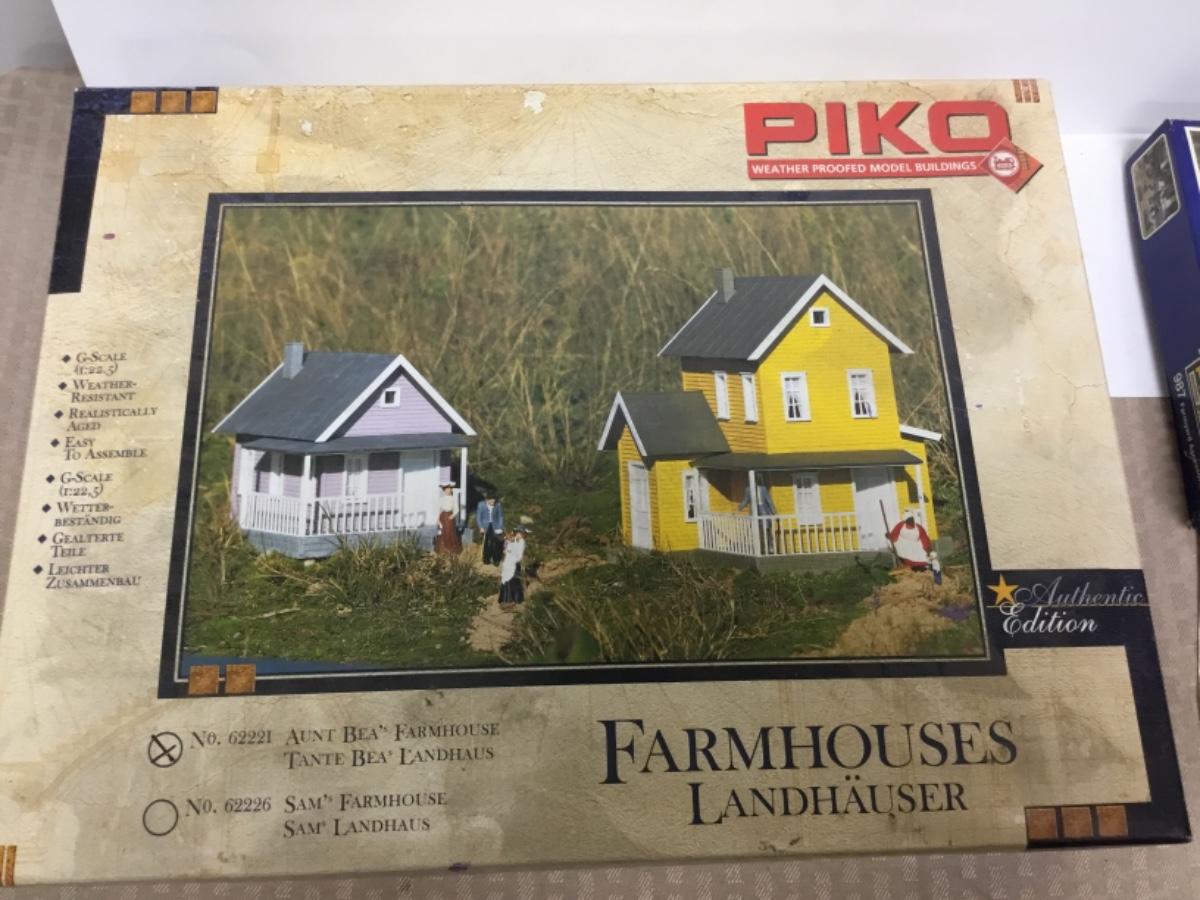 PIKO
WEATHER PROOFED MODEL BUILDINGS
◆ G-SCALE
(1:22.5)
◆ WEATHER-
RESISTANT
◆ REALISTICALLY
AGED
◆ EASY
TO ASSEMBLE
◆ G-SCALE
(1:22,5)
◆ WETTER-
BESTÄNDIG
◆ GEALTERTE
TEILE
◆ LEICHTER
ZUSAMMENBAU
Authentic
Edition
No. 62221 AUNT BEA's FARMHOUSE
TANTE BEAs LANDHAUS
No. 62226 SAM's FARMHOUSE
SAMs LANDHAUS
FARMHOUSES
LANDHÄUSER